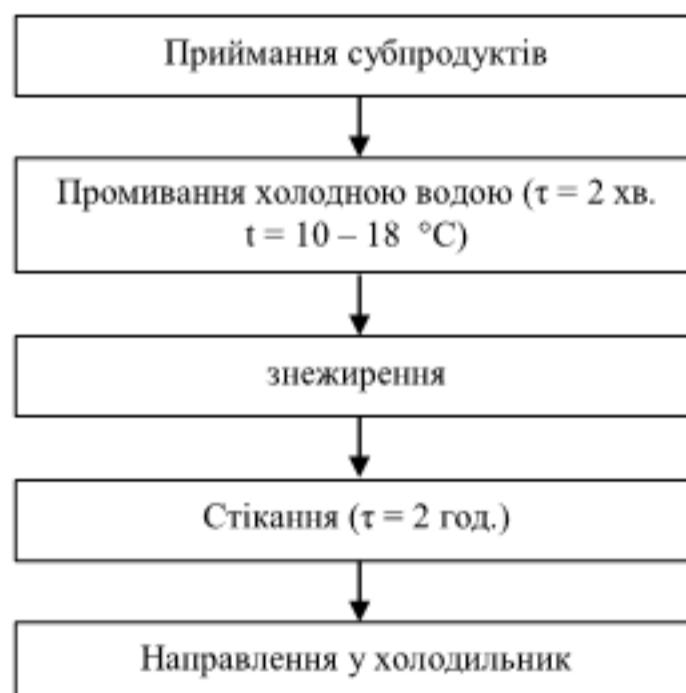 Приймання субпродуктів
Промивання холодною водою (τ = 2 хв.
t = 10 – 18 °С)
знежирення
Стікання (τ = 2 год.)
Направлення у холодильник